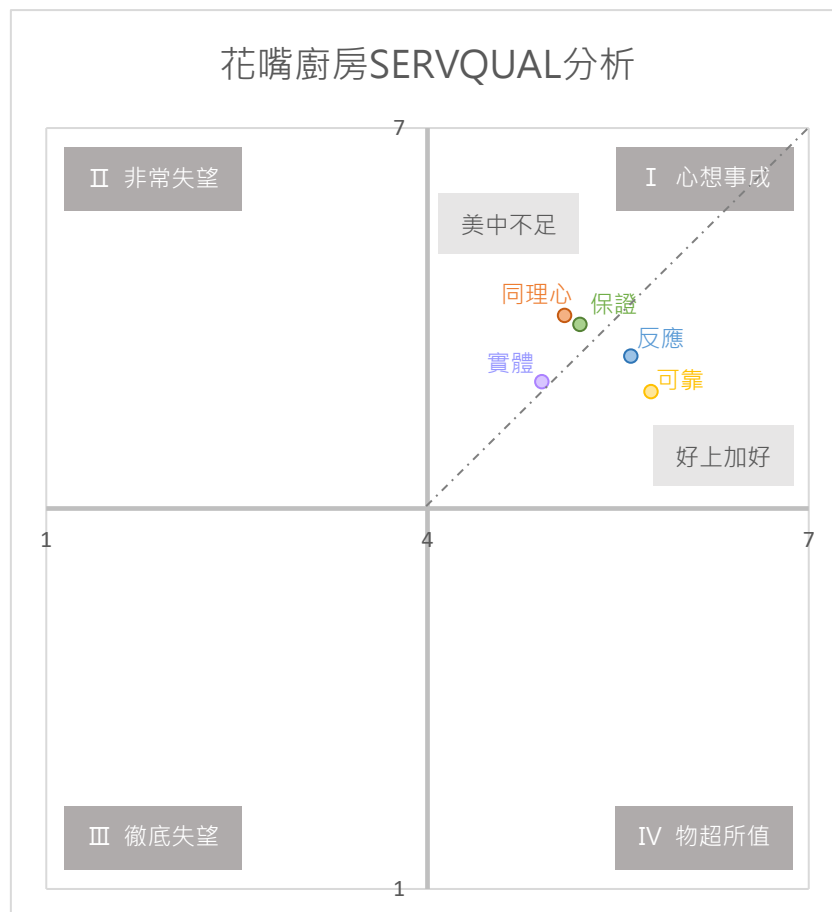 花嘴廚房SERVQUAL分析
7
Ⅱ 非常失望
Ⅰ 心想事成
美中不足
同理心
保證
反應
實體
可靠
好上加好
1
4
7
Ⅲ 徹底失望
Ⅳ 物超所值
1